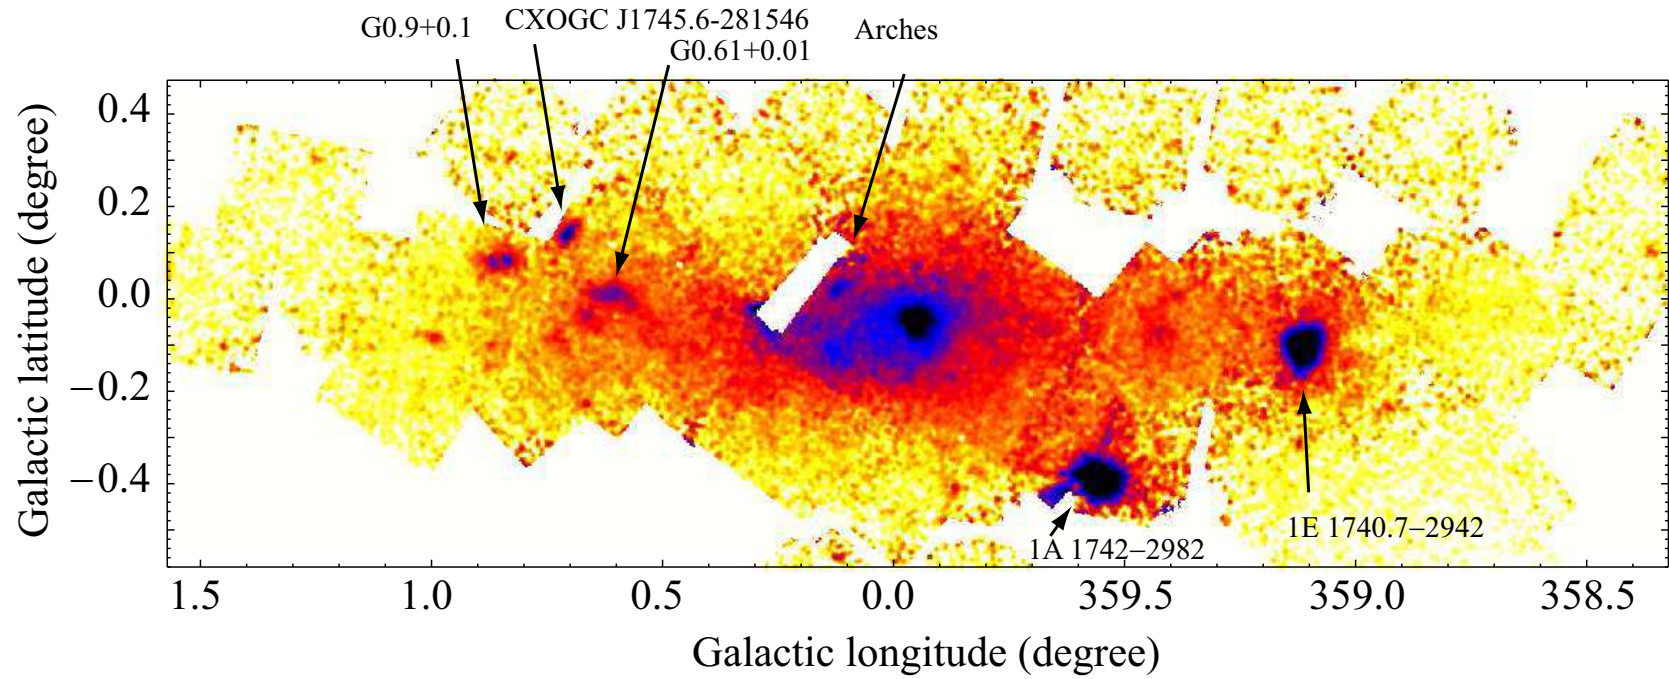 G0.9+0.1
CXOGC J1745.6-281546
G0.61+0.01
Arches
Galactic latitude (degree)
0.4
0.2
0.0
−0.2
−0.4
1A 1742–2982
1E 1740.7–2942
1.5 1.0 0.5 0.0 359.5 359.0 358.5
Galactic longitude (degree)